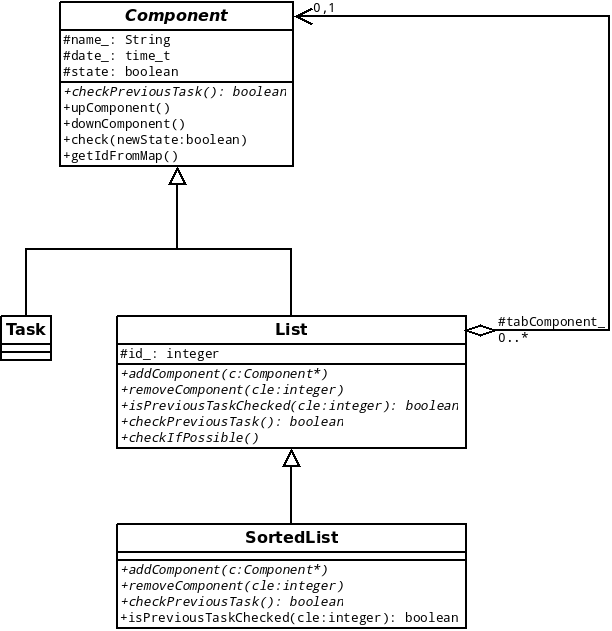 Component
0,1
#name_: String
#date_: time_t
#state: boolean
+checkPreviousTask(): boolean
+upComponent()
+downComponent()
+check(newState:boolean)
+getIdFromMap()
Task
List
#tabComponent_
0..*
#id_: integer
+addComponent(c:Component*)
+removeComponent(cle:integer)
+isPreviousTaskChecked(cle:integer): boolean
+checkPreviousTask(): boolean
+checkIfPossible()
SortedList
+addComponent(c:Component*)
+removeComponent(cle:integer)
+checkPreviousTask(): boolean
+isPreviousTaskChecked(cle:integer): boolean